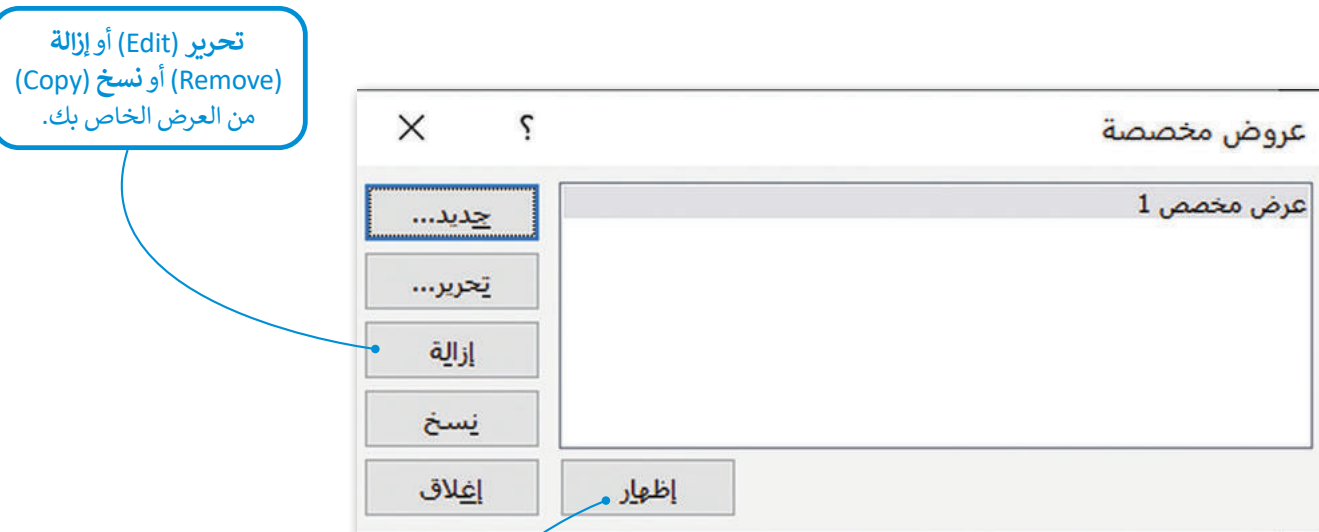 تحرير (Edit) أو إزالة
(Remove) أو نسخ (Copy)
من العرض الخاص بك.
عروض مخصصة
؟
عرض مخصص 1
جديد...
تحرير...
إزالة
نسخ
إظهار
إغلاق